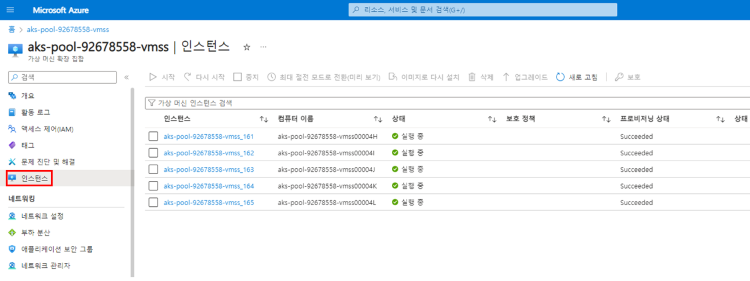 Microsoft Azure
리소스, 서비스 및 문서 검색(G+/)
홈 >
aks-pool-92678558-vmss | 인스턴스
가상 머신 확장 집합
검색
시작 다시 시작 중지 최대 절전 모드로 전환(미리 보기) 이미지로 다시 설치 삭제 업그레이드 새로 고침 보호
개요
활동 로그
액세스 제어(IAM)
태그
문제 진단 및 해결
인스턴스
네트워킹
네트워크 설정
부하 분산
애플리케이션 보안 그룹
네트워크 관리자
가상 머신 인스턴스 검색
인스턴스 컴퓨터 이름 상태 보호 정책 프로비저닝 상태 상태
aks-pool-92678558-vmss_161 aks-pool-92678558-vmss00004H 실행 중 Succeeded
aks-pool-92678558-vmss_162 aks-pool-92678558-vmss00004I 실행 중 Succeeded
aks-pool-92678558-vmss_163 aks-pool-92678558-vmss00004J 실행 중 Succeeded
aks-pool-92678558-vmss_164 aks-pool-92678558-vmss00004K 실행 중 Succeeded
aks-pool-92678558-vmss_165 aks-pool-92678558-vmss00004L 실행 중 Succeeded